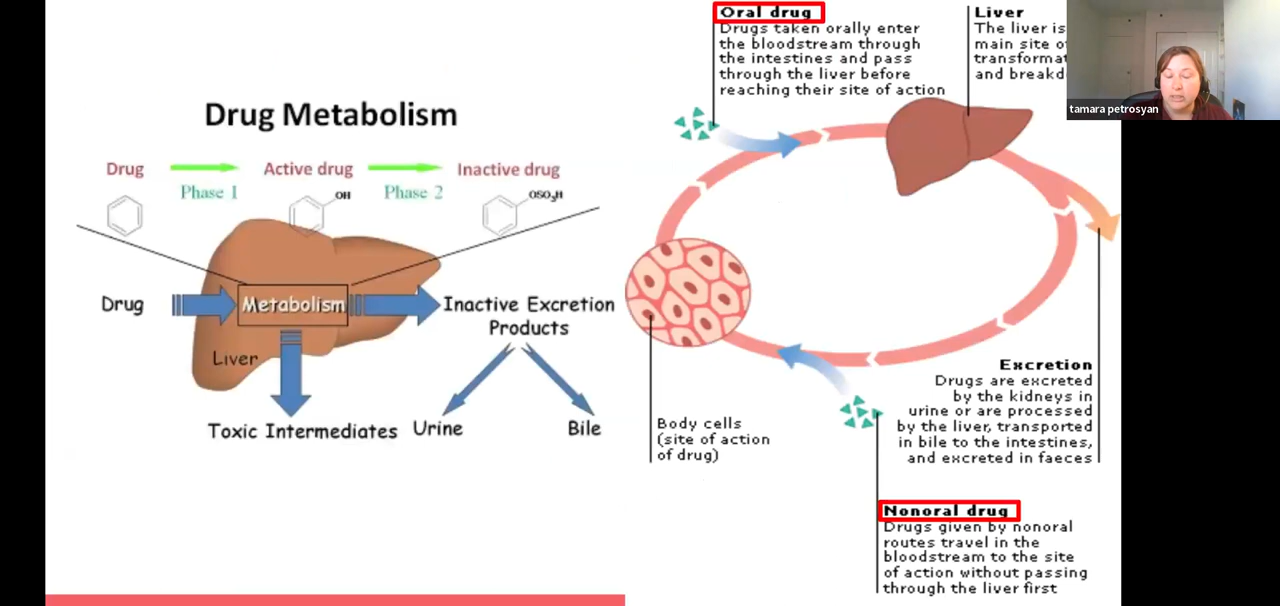 Drug Metabolism
Drug
Active drug
Inactive drug
Phase 1
Phase 2
OH
OSO₃H
Drug
Metabolism
Inactive Excretion
Products
Liver
Toxic Intermediates
Urine
Bile
Oral drug
Drugs taken orally enter
the bloodstream through
the intestines and pass
through the liver before
reaching their site of action
Liver
The liver is
main site o
transformat
and breakd
tamara petrosyan
Body cells
(site of action
of drug)
Excretion
Drugs are excreted
by the kidneys in
urine or are processed
by the liver, transported
in bile to the intestines,
and excreted in faeces
Nonoral drug
Drugs given by nonoral
routes travel in the
bloodstream to the site
of action without passing
through the liver first